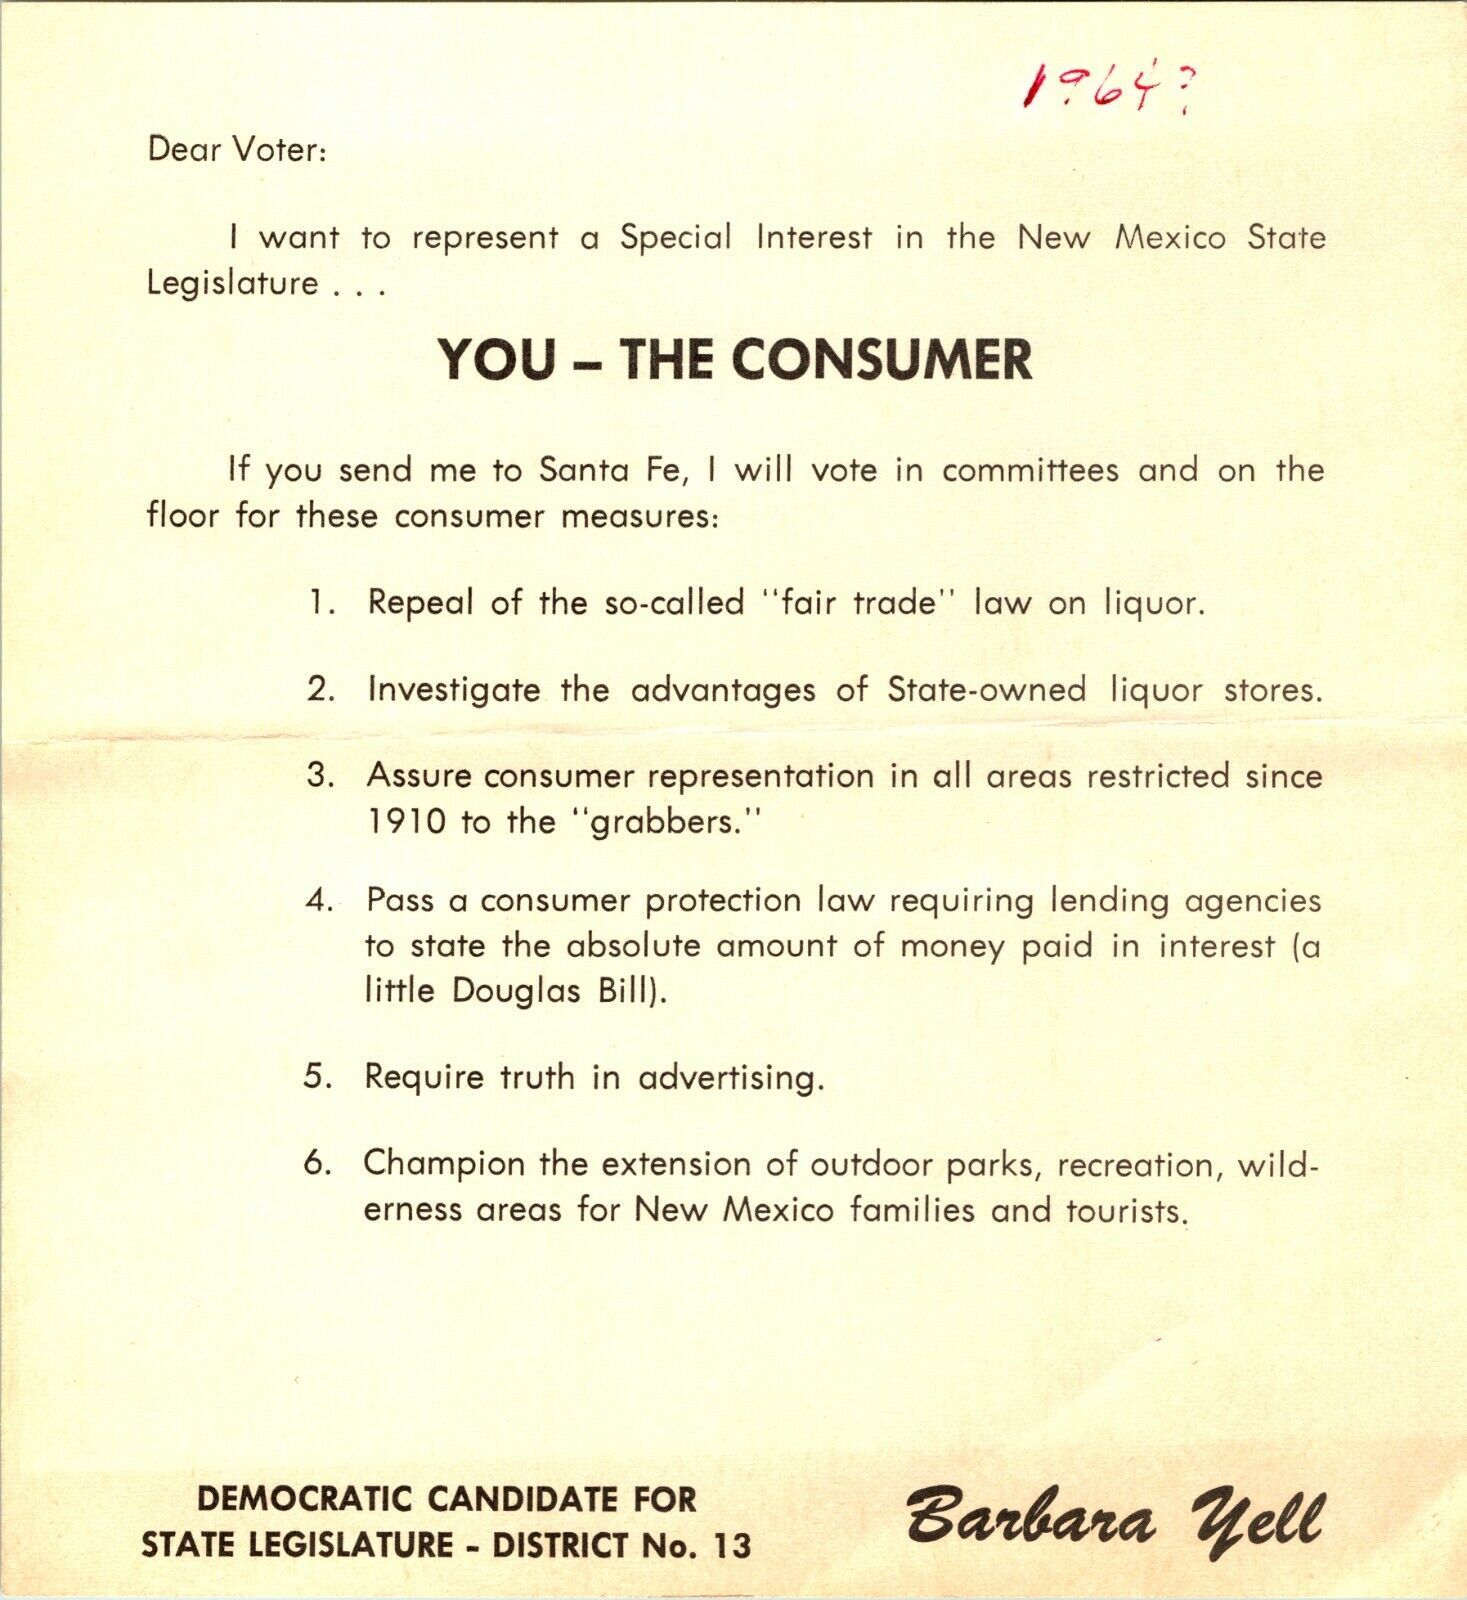 1964?
Dear Voter:
I want to represent a Special Interest in the New Mexico State
Legislature . . .
YOU – THE CONSUMER
If you send me to Santa Fe, I will vote in committees and on the
floor for these consumer measures:
1. Repeal of the so-called "fair trade" law on liquor.
2. Investigate the advantages of State-owned liquor stores.
3. Assure consumer representation in all areas restricted since
1910 to the "grabbers."
4. Pass a consumer protection law requiring lending agencies
to state the absolute amount of money paid in interest (a
little Douglas Bill).
5. Require truth in advertising.
6. Champion the extension of outdoor parks, recreation, wild-
erness areas for New Mexico families and tourists.
DEMOCRATIC CANDIDATE FOR
STATE LEGISLATURE - DISTRICT No. 13
Barbara Yell